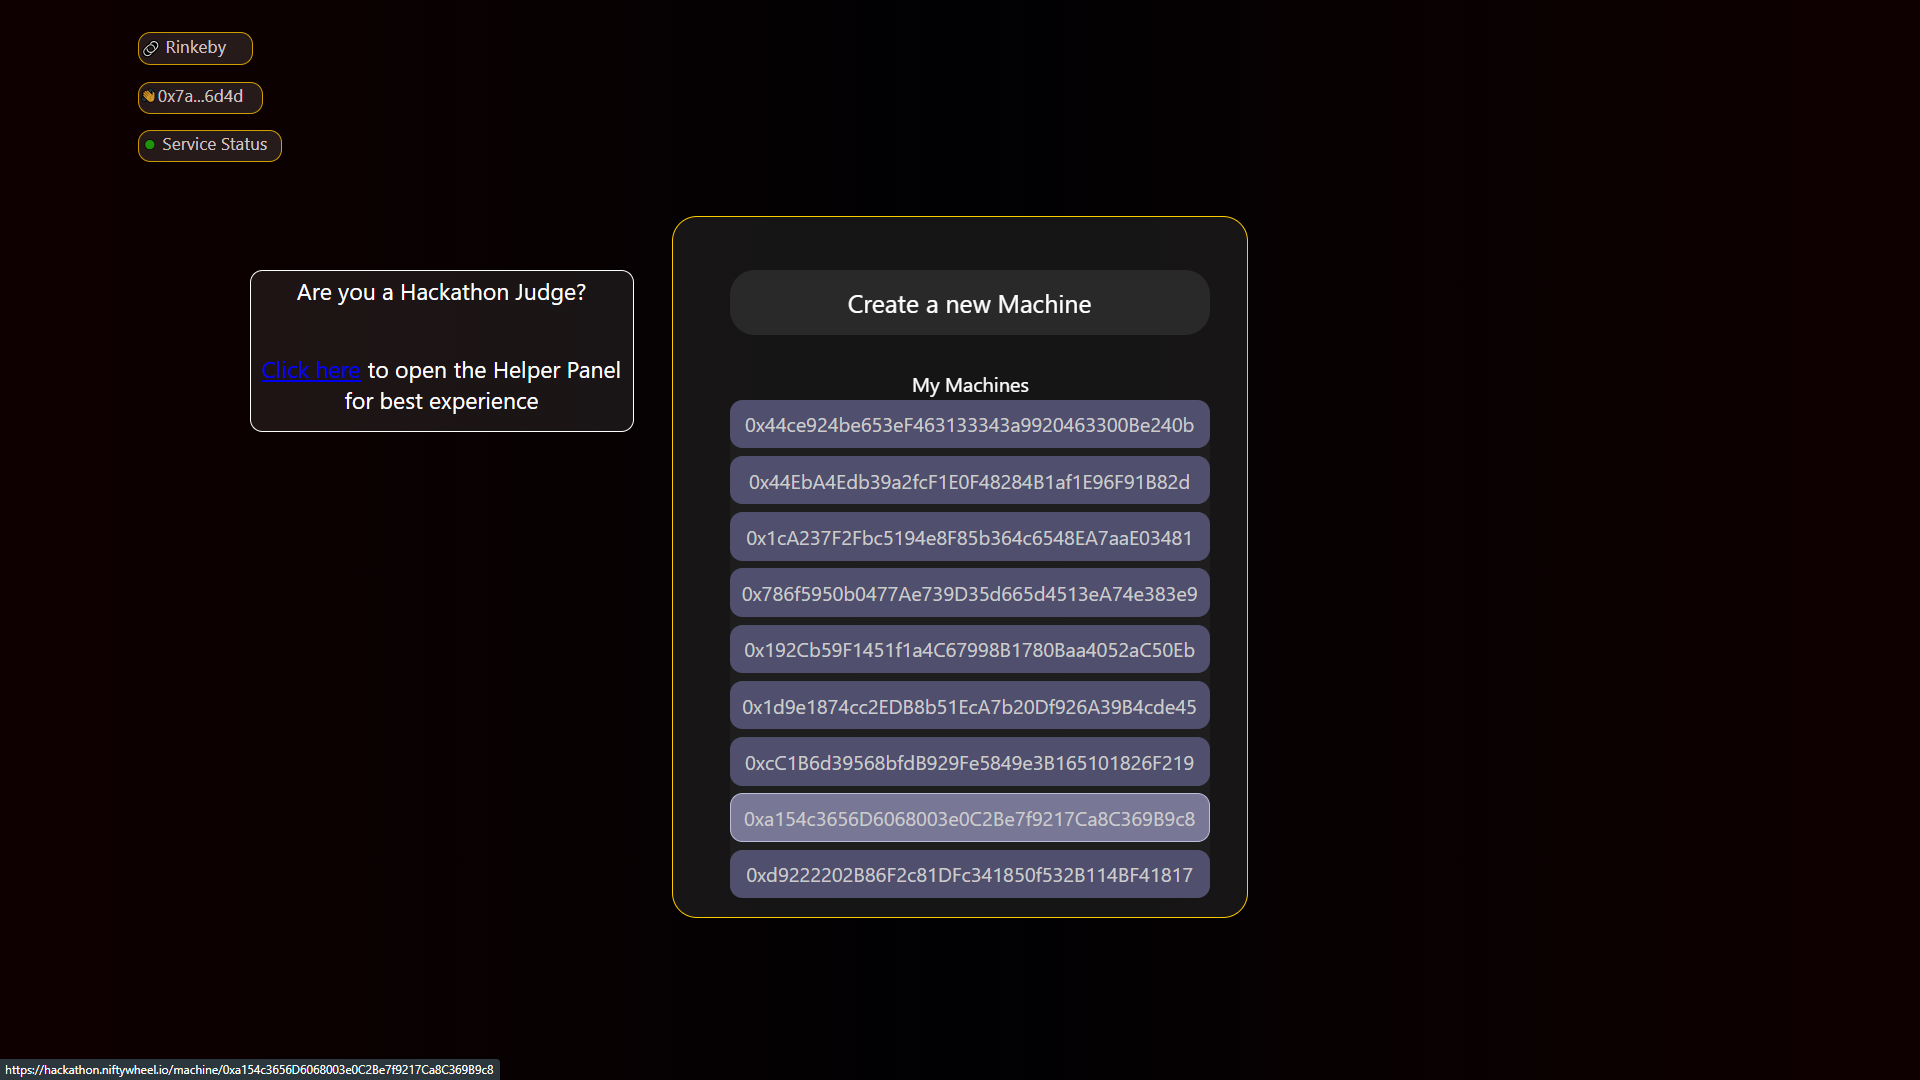 Rinkeby
0x7a...6d4d
Service Status
Are you a Hackathon Judge?
Click here to open the Helper Panel
for best experience
Create a new Machine
My Machines
0x44ce924be653eF463133343a9920463300Be240b
0x44EbA4Edb39a2fcF1E0F48284B1af1E96F91B82d
0x1cA237F2Fbc5194e8F85b364c6548EA7aaE03481
0x786f5950b0477Ae739D35d665d4513eA74e383e9
0x192Cb59F1451f1a4C67998B1780Baa4052aC50Eb
0x1d9e1874cc2EDB8b51EcA7b20Df926A39B4cde45
0xcC1B6d39568bfdB929Fe5849e3B165101826F219
0xa154c3656D6068003e0C2Be7f9217Ca8C369B9c8
0xd9222202B86F2c81DFc341850f532B114BF41817
https://hackathon.niftywheel.io/machine/0xa154c3656D6068003e0C2Be7f9217Ca8C369B9c8